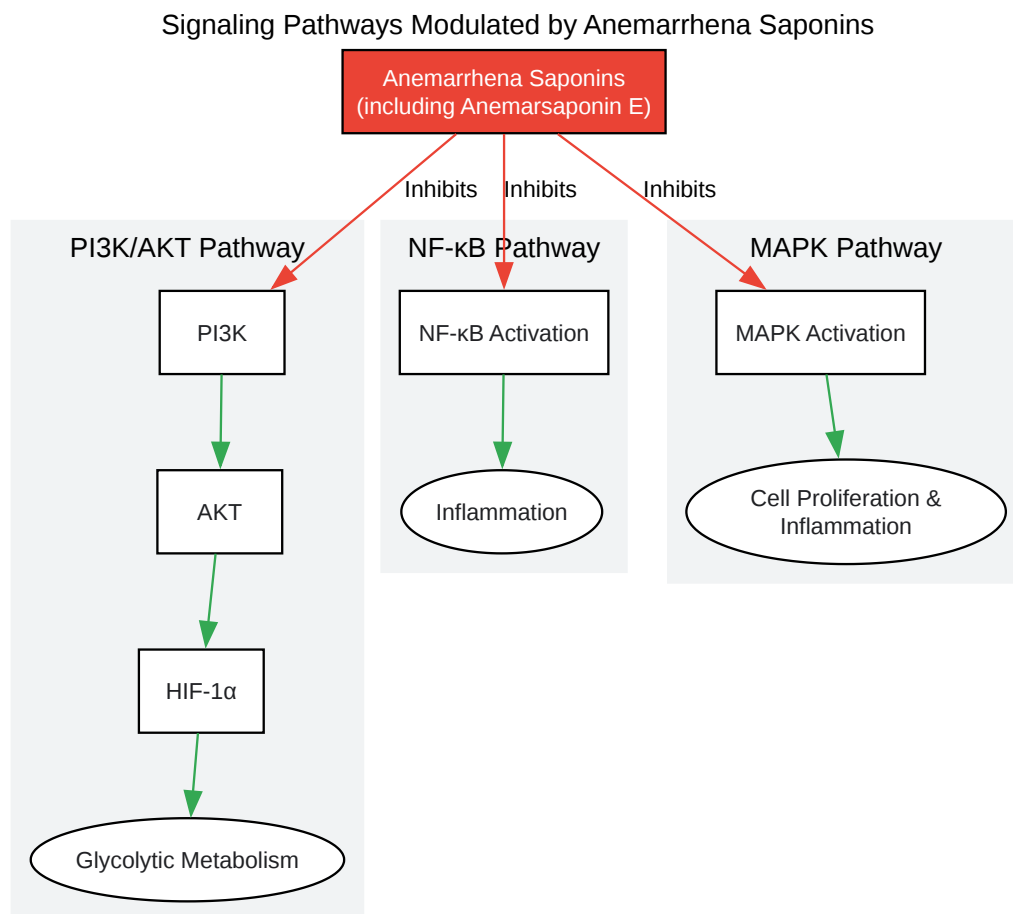 Signaling Pathways Modulated by Anemarrhena Saponins
Anemarrhena Saponins
(including Anemarsaponin E)
Inhibits
Inhibits
Inhibits
PI3K/AKT Pathway
NF-κB Pathway
MAPK Pathway
PI3K
NF-κB Activation
MAPK Activation
AKT
Inflammation
Cell Proliferation &
Inflammation
HIF-1α
Glycolytic Metabolism